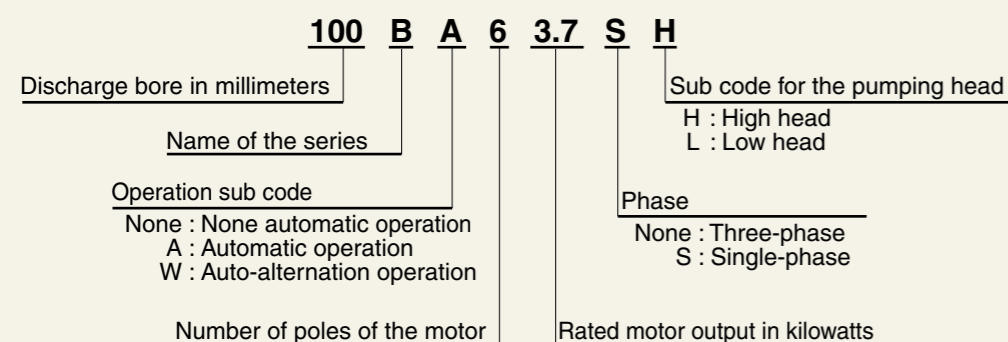 100 B A 6 3.7 S H
Discharge bore in millimeters
Sub code for the pumping head
H : High head
L : Low head
Name of the series
Operation sub code
None : None automatic operation
A : Automatic operation
W : Auto-alternation operation
Phase
None : Three-phase
S : Single-phase
Number of poles of the motor
Rated motor output in kilowatts